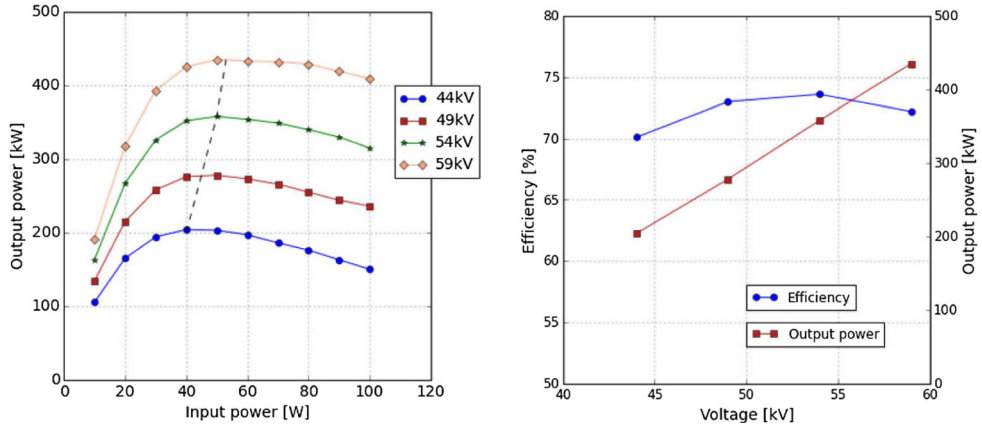 500
400
300
200
100
0
Output power [kW]
0
20
40
60
80
100
120
Input power [W]
44kV
49kV
54kV
59kV
80
75
70
65
60
55
50
Efficiency [%]
40
45
50
55
60
Voltage [kV]
500
400
300
200
100
0
Output power [kW]
Efficiency
Output power